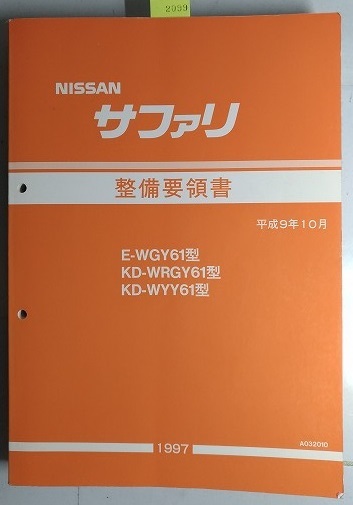 2099
NISSAN
サファリ
整備要領書
平成9年10月
E-WGY61型
KD-WRGY61型
KD-WYY61型
1997
A032010